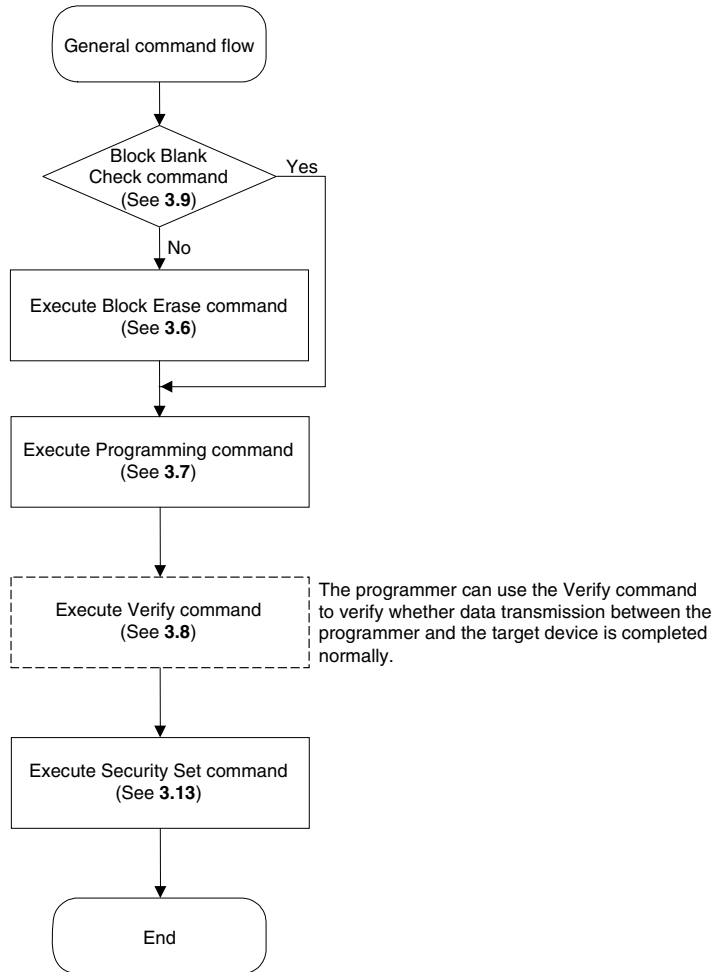 General command flow
Block Blank
Check command
(See 3.9)
Yes
No
Execute Block Erase command
(See 3.6)
Execute Programming command
(See 3.7)
Execute Verify command
(See 3.8)
The programmer can use the Verify command
to verify whether data transmission between the
programmer and the target device is completed
normally.
Execute Security Set command
(See 3.13)
End